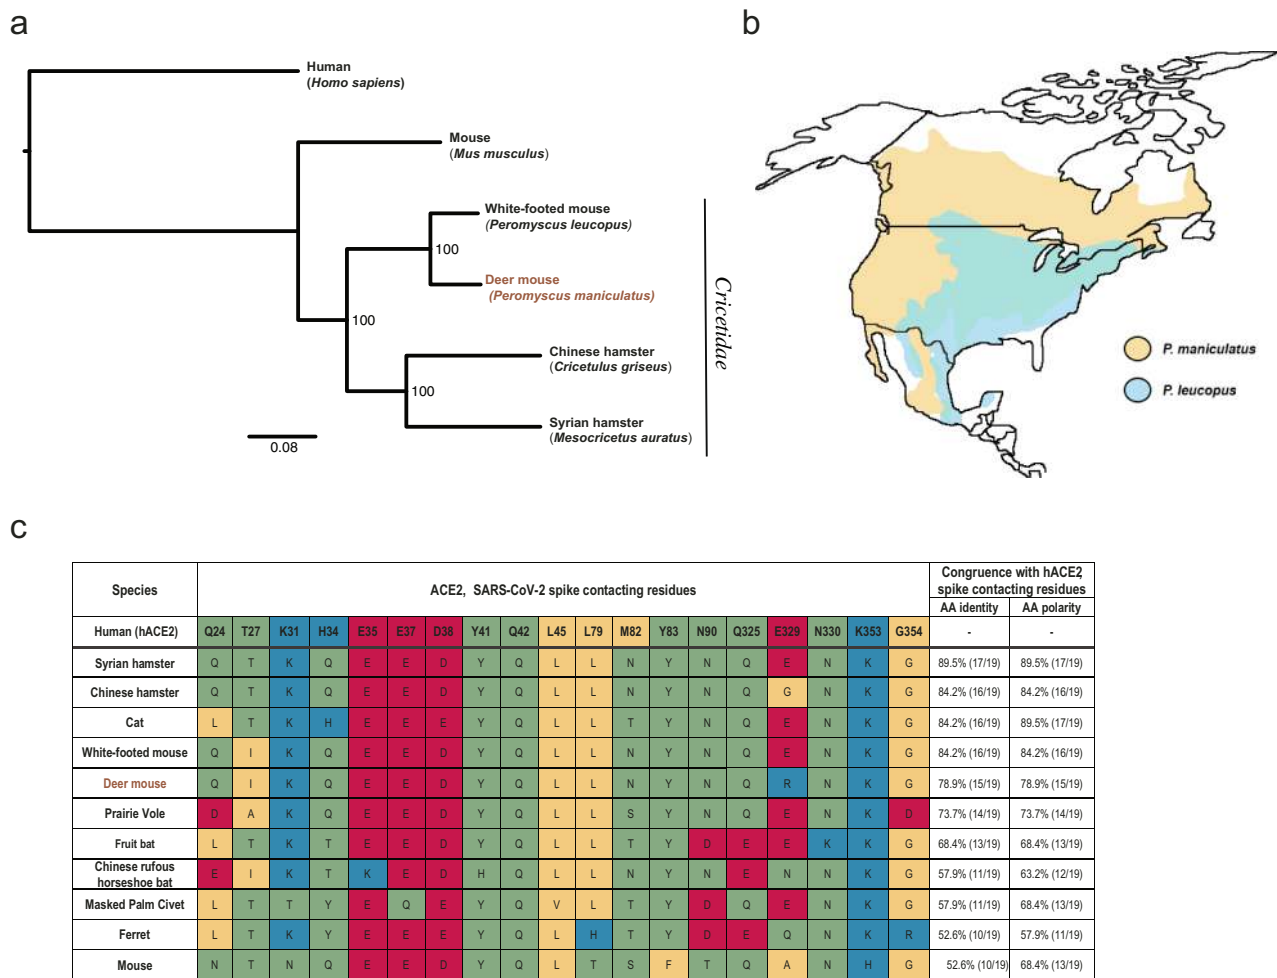 a
b
Human
(Homo sapiens)
Mouse
(Mus musculus)
White-footed mouse
(Peromyscus leucopus)
100
Deer mouse
(Peromyscus maniculatus)
100
Chinese hamster
(Cricetulus griseus)
100
Syrian hamster
(Mesocricetus auratus)
0.08
Cricetidae
P. maniculatus
P. leucopus
c
Species ACE2, SARS-CoV-2 spike contacting residues Congruence with hACE2 spike contacting residues
AA identity AA polarity
Human (hACE2) Q24 T27 K31 H34 E35 E37 D38 Y41 Q42 L45 L79 M82 Y83 N90 Q325 E329 N330 K353 G354 - -
Syrian hamster Q T K Q E E D Y Q L L N Y N Q E N K G 89.5% (17/19) 89.5% (17/19)
Chinese hamster Q T K Q E E D Y Q L L N Y N Q G N K G 84.2% (16/19) 84.2% (16/19)
Cat L T K H E E E Y Q L L T Y N Q E N K G 84.2% (16/19) 89.5% (17/19)
White-footed mouse Q I K Q E E D Y Q L L N Y N Q E N K G 84.2% (16/19) 84.2% (16/19)
Deer mouse Q I K Q E E D Y Q L L N Y N Q R N K G 78.9% (15/19) 78.9% (15/19)
Prairie Vole D A K Q E E D Y Q L L S Y N Q E N K D 73.7% (14/19) 73.7% (14/19)
Fruit bat L T K T E E D Y Q L L T Y D E E K K G 68.4% (13/19) 68.4% (13/19)
Chinese rufous horseshoe bat E I K T K E D H Q L L N Y N E N N K G 57.9% (11/19) 63.2% (12/19)
Masked Palm Civet L T T Y E Q E Y Q V L T Y D Q E N K G 57.9% (11/19) 68.4% (13/19)
Ferret L T K Y E E E Y Q L H T Y D E Q N K R 52.6% (10/19) 57.9% (11/19)
Mouse N T N Q E E D Y Q L T S F T Q A N H G 52.6% (10/19) 68.4% (13/19)